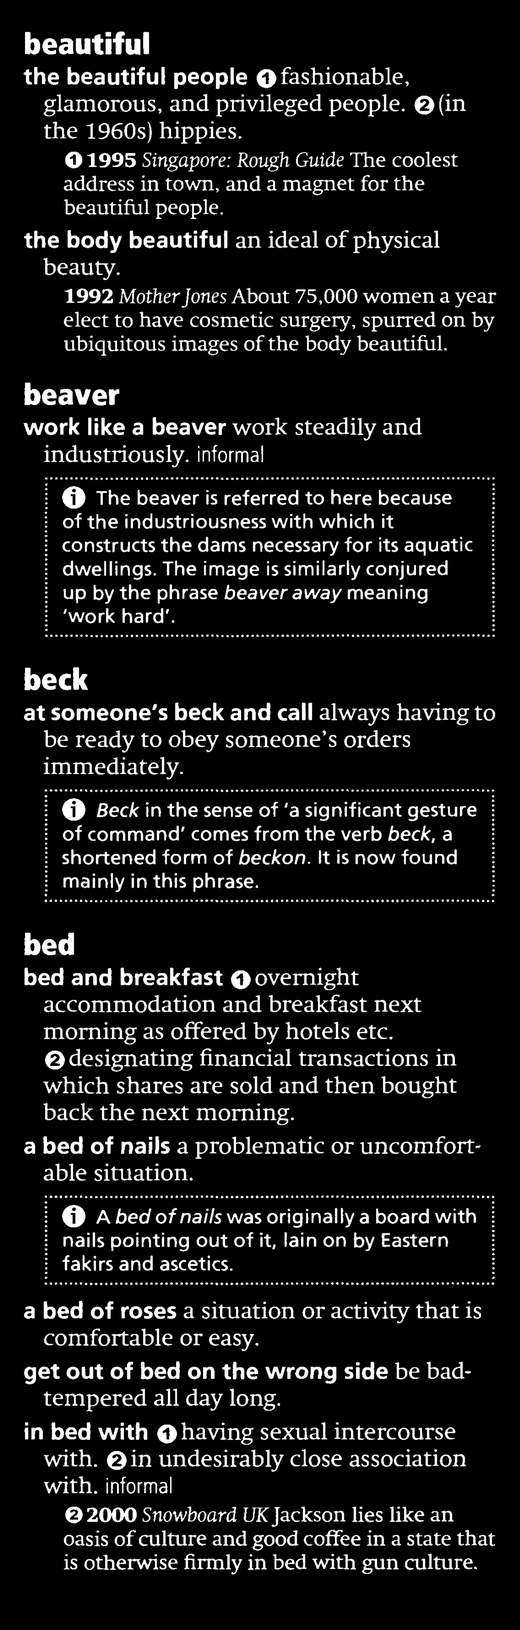 beautiful
the beautiful people ❶ fashionable,
glamorous, and privileged people. ❷ (in
the 1960s) hippies.
❶ 1995 Singapore: Rough Guide The coolest
address in town, and a magnet for the
beautiful people.
the body beautiful an ideal of physical
beauty.
1992 Mother Jones About 75,000 women a year
elect to have cosmetic surgery, spurred on by
ubiquitous images of the body beautiful.
beaver
work like a beaver work steadily and
industriously. informal
ⓘ The beaver is referred to here because
of the industriousness with which it
constructs the dams necessary for its aquatic
dwellings. The image is similarly conjured
up by the phrase beaver away meaning
‘work hard’.
beck
at someone's beck and call always having to
be ready to obey someone's orders
immediately.
ⓘ Beck in the sense of ‘a significant gesture
of command’ comes from the verb beck, a
shortened form of beckon. It is now found
mainly in this phrase.
bed
bed and breakfast ❶ overnight
accommodation and breakfast next
morning as offered by hotels etc.
❷ designating financial transactions in
which shares are sold and then bought
back the next morning.
a bed of nails a problematic or uncomfort-
able situation.
ⓘ A bed of nails was originally a board with
nails pointing out of it, lain on by Eastern
fakirs and ascetics.
a bed of roses a situation or activity that is
comfortable or easy.
get out of bed on the wrong side be bad-
tempered all day long.
in bed with ❶ having sexual intercourse
with. ❷ in undesirably close association
with. informal
❷ 2000 Snowboard UK Jackson lies like an
oasis of culture and good coffee in a state that
is otherwise firmly in bed with gun culture.